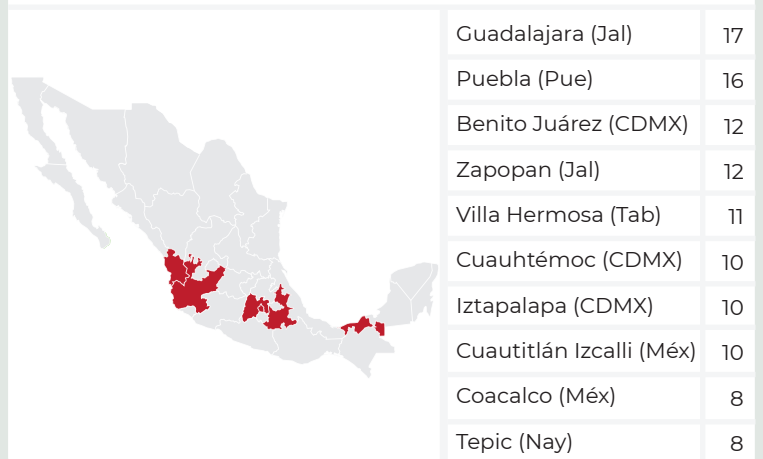 Guadalajara (Jal) 17
Puebla (Pue) 16
Benito Juárez (CDMX) 12
Zapopan (Jal) 12
Villa Hermosa (Tab) 11
Cuauhtémoc (CDMX) 10
Iztapalapa (CDMX) 10
Cuautitlán Izcalli (Méx) 10
Coacalco (Méx) 8
Tepic (Nay) 8